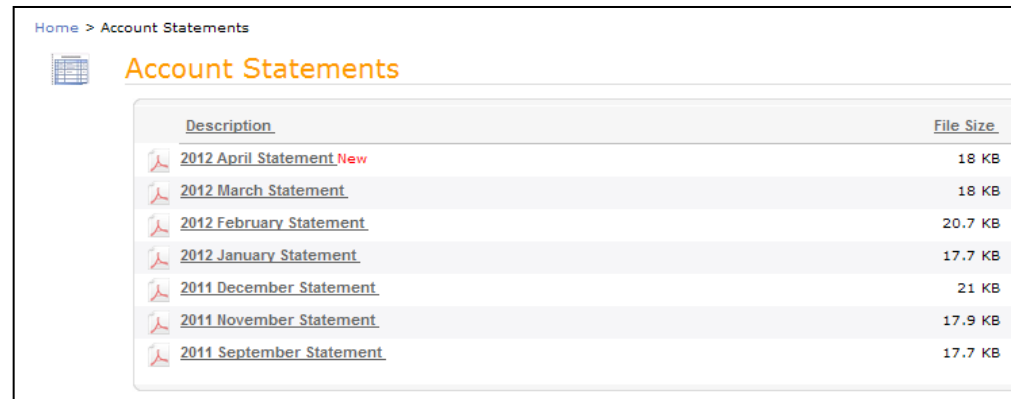 Home > Account Statements
Account Statements
Description File Size
2012 April Statement New 18 KB
2012 March Statement 18 KB
2012 February Statement 20.7 KB
2012 January Statement 17.7 KB
2011 December Statement 21 KB
2011 November Statement 17.9 KB
2011 September Statement 17.7 KB